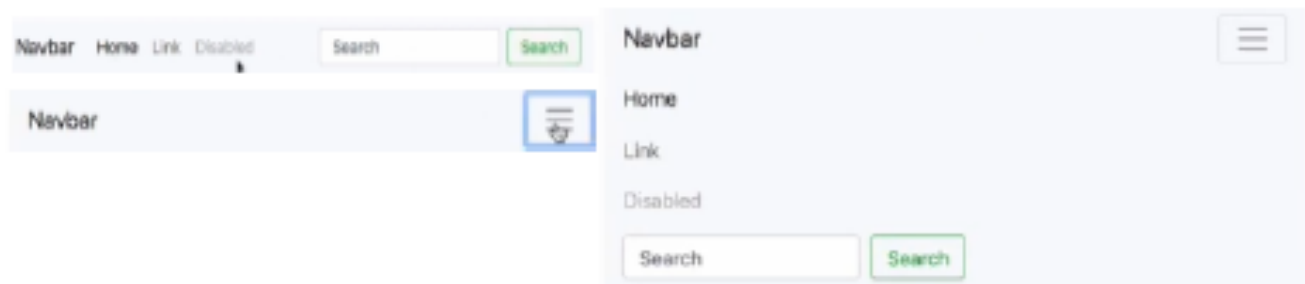 Navbar Home Link Disabled Search Search
Navbar
Navbar
Home
Link
Disabled
Search Search